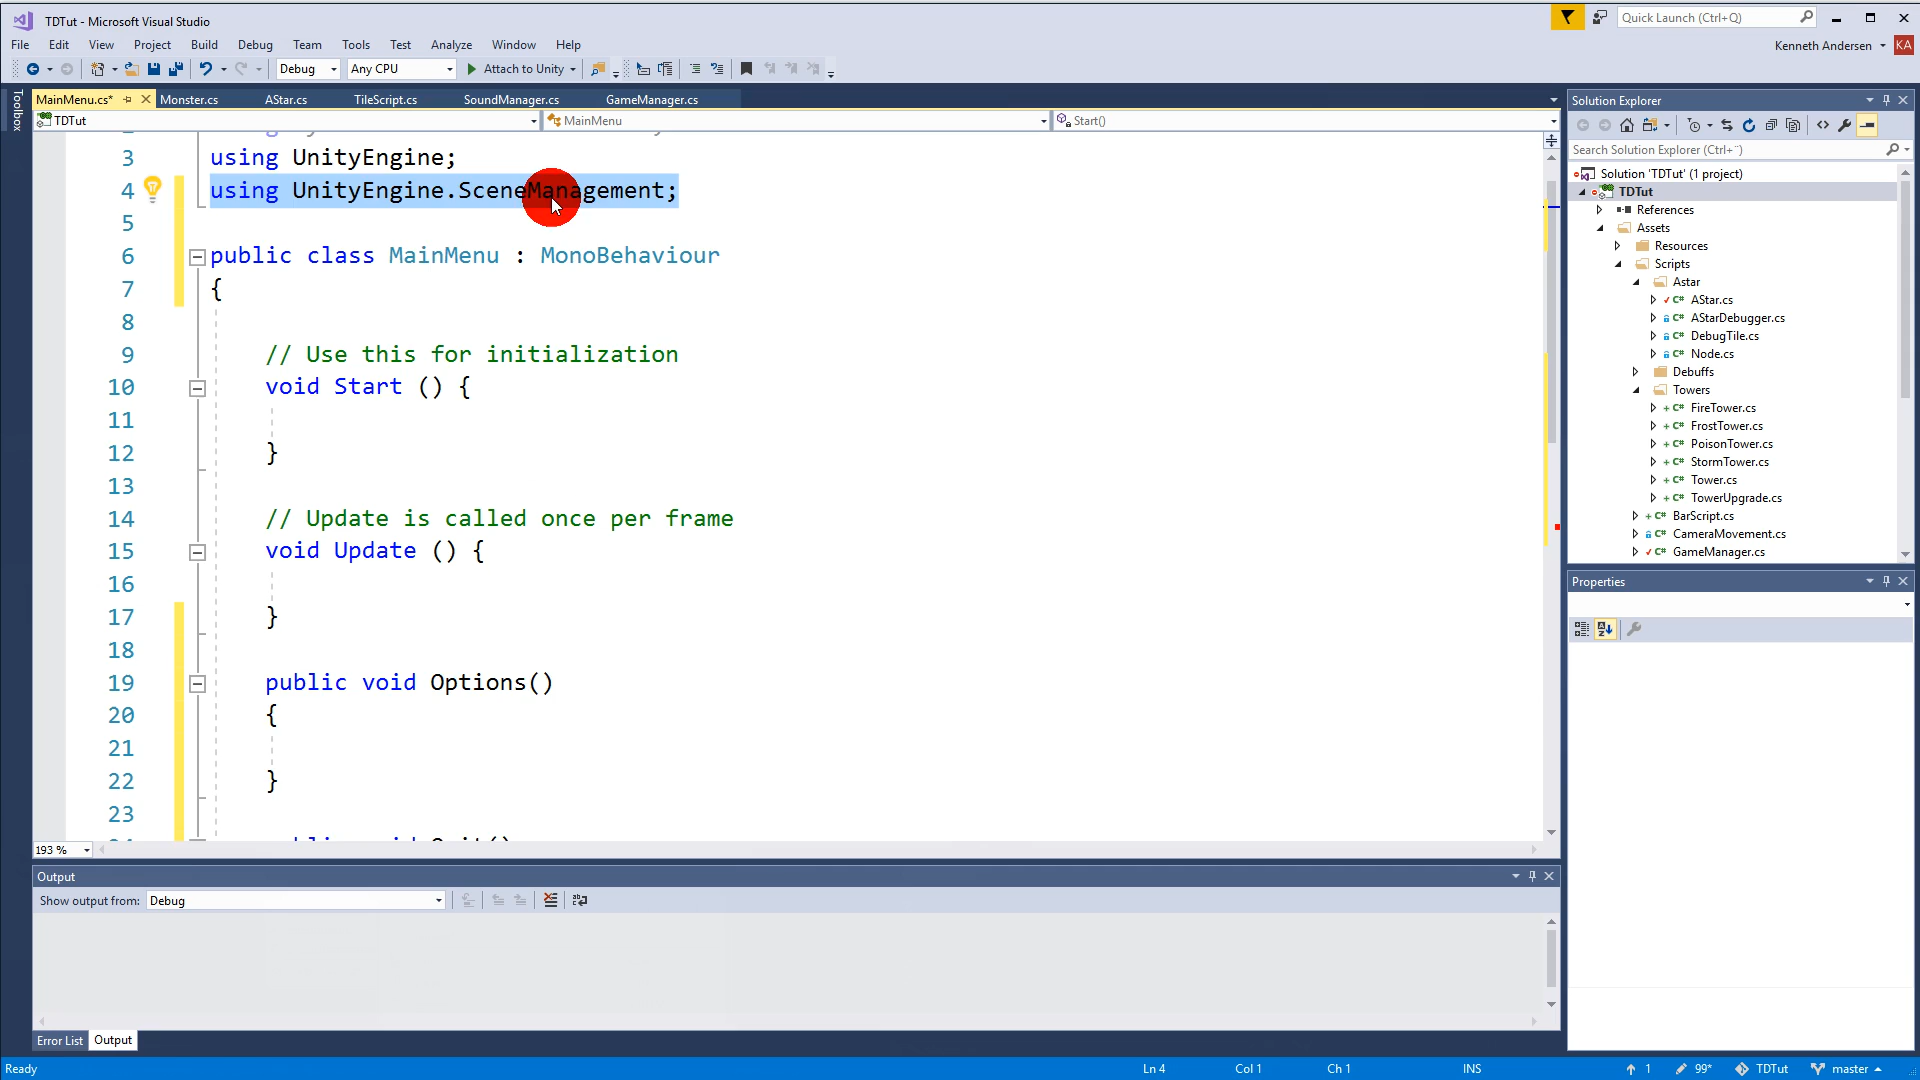 TDTut - Microsoft Visual Studio
Quick Launch (Ctrl+Q)
File Edit View Project Build Debug Team Tools Test Analyze Window Help
Kenneth Andersen KA
Debug Any CPU Attach to Unity
Toolbox
MainMenu.cs* Monster.cs AStar.cs TileScript.cs SoundManager.cs GameManager.cs
TDTut MainMenu Start()
3 using UnityEngine;
4 using UnityEngine.SceneManagement;
5
6 public class MainMenu : MonoBehaviour
7 {
8
9 // Use this for initialization
10 void Start () {
11
12 }
13
14 // Update is called once per frame
15 void Update () {
16
17 }
18
19 public void Options()
20 {
21
22 }
23
193 %
Output
Show output from: Debug
Error List Output
Solution Explorer
Search Solution Explorer (Ctrl+¨)
Solution 'TDTut' (1 project)
TDTut
References
Assets
Resources
Scripts
Astar
C# AStar.cs
C# AStarDebugger.cs
C# DebugTile.cs
C# Node.cs
Debuffs
Towers
C# FireTower.cs
C# FrostTower.cs
C# PoisonTower.cs
C# StormTower.cs
C# Tower.cs
C# TowerUpgrade.cs
C# BarScript.cs
C# CameraMovement.cs
C# GameManager.cs
Properties
Ready Ln 4 Col 1 Ch 1 INS 1 99* TDTut master